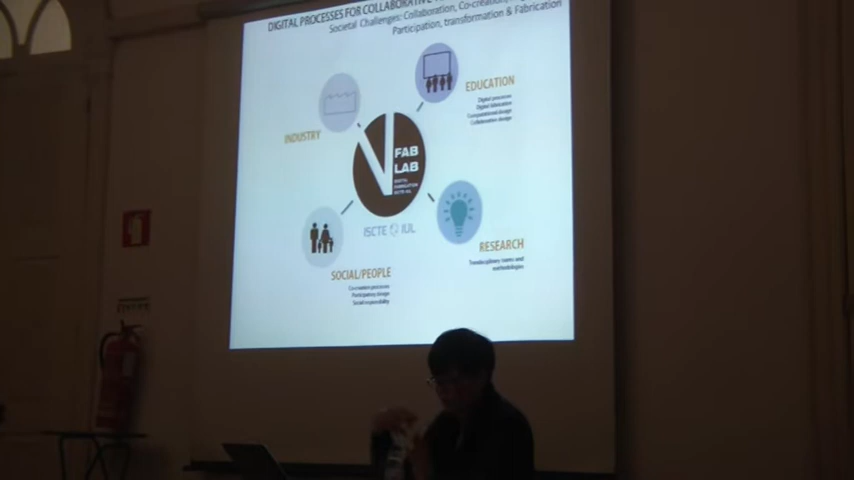 DIGITAL PROCESSES FOR COLLABORATIVE
Societal Challenges: Collaboration, Co-creation,
Participation, transformation & Fabrication
EDUCATION
Digital processes
Digital fabrication
Computational design
Collaborative design
INDUSTRY
FAB
LAB
ISCTE IUL
RESEARCH
Transdisciplinary teams and
methodologies
SOCIAL/PEOPLE
Co-creation processes
Participatory design
Social responsibility